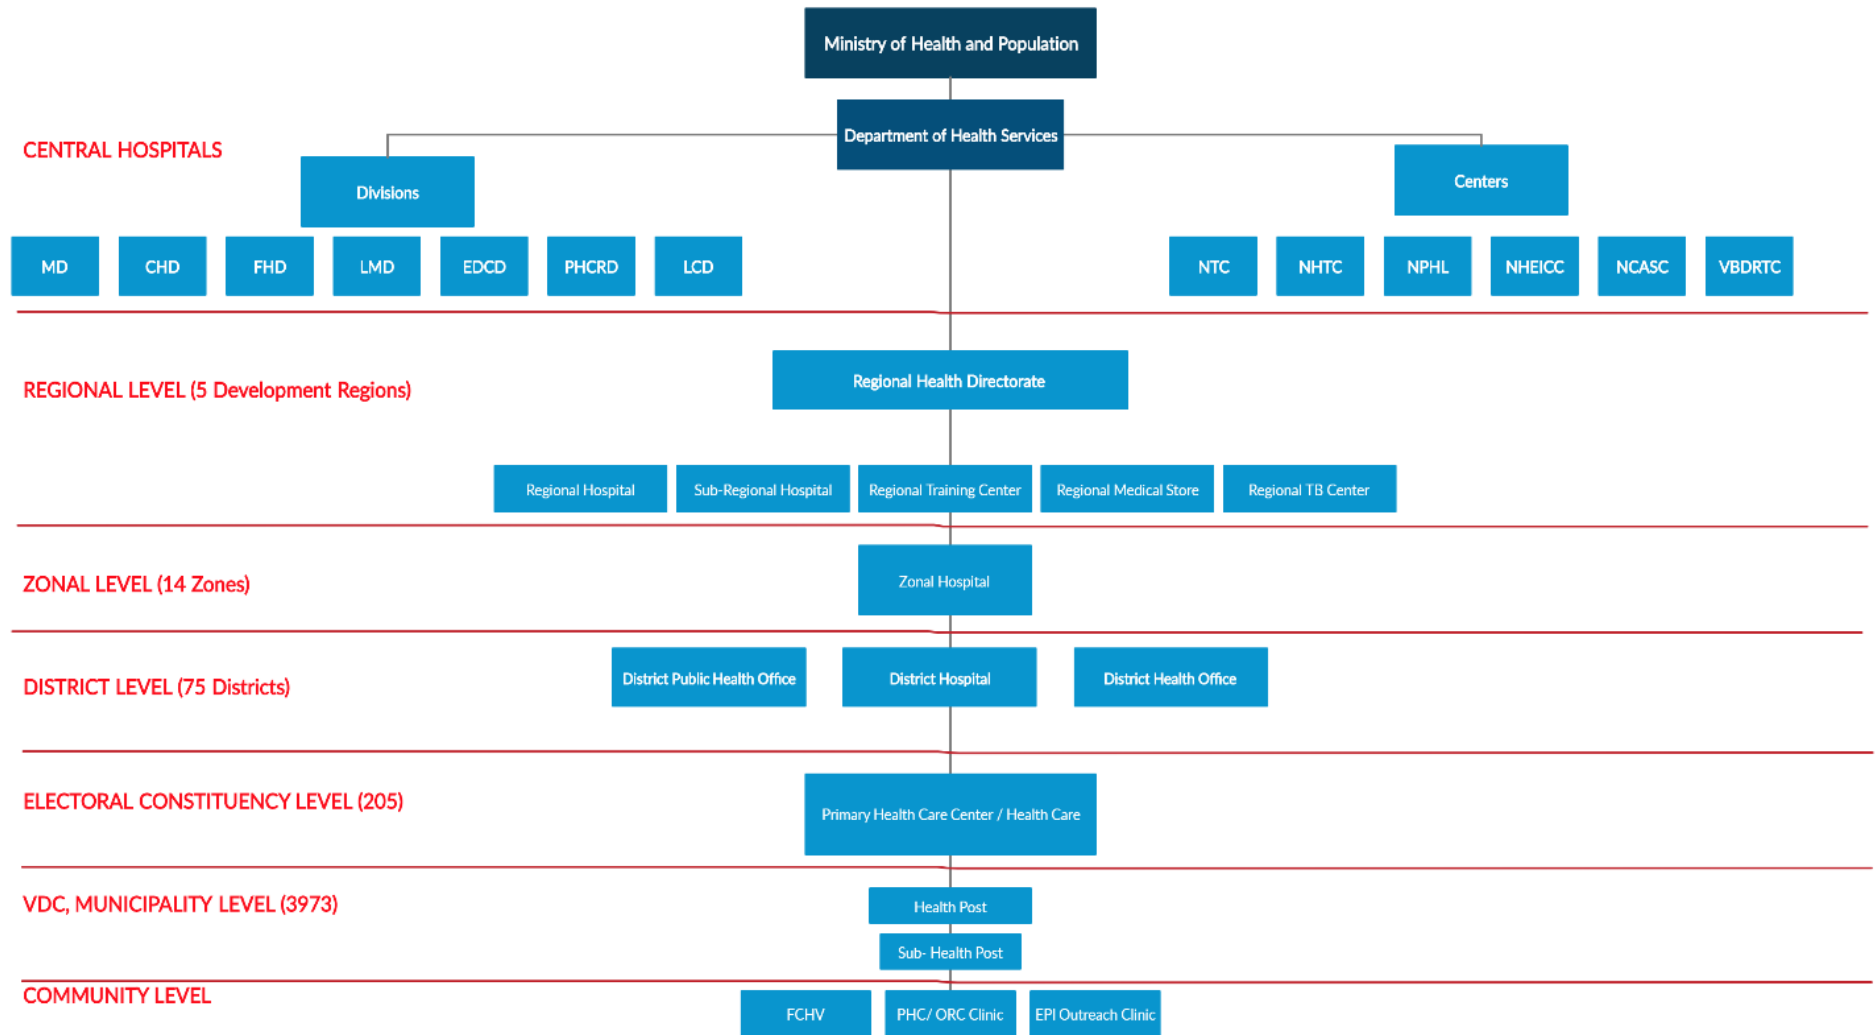 Ministry of Health and Population
Department of Health Services
CENTRAL HOSPITALS
Divisions
Centers
MD
CHD
FHD
LMD
EDCD
PHCRD
LCD
NTC
NHTC
NPHL
NHEICC
NCASC
VBDRTC
REGIONAL LEVEL (5 Development Regions)
Regional Health Directorate
Regional Hospital
Sub-Regional Hospital
Regional Training Center
Regional Medical Store
Regional TB Center
ZONAL LEVEL (14 Zones)
Zonal Hospital
DISTRICT LEVEL (75 Districts)
District Public Health Office
District Hospital
District Health Office
ELECTORAL CONSTITUENCY LEVEL (205)
Primary Health Care Center / Health Care
VDC, MUNICIPALITY LEVEL (3973)
Health Post
Sub- Health Post
COMMUNITY LEVEL
FCHV
PHC/ ORC Clinic
EPI Outreach Clinic